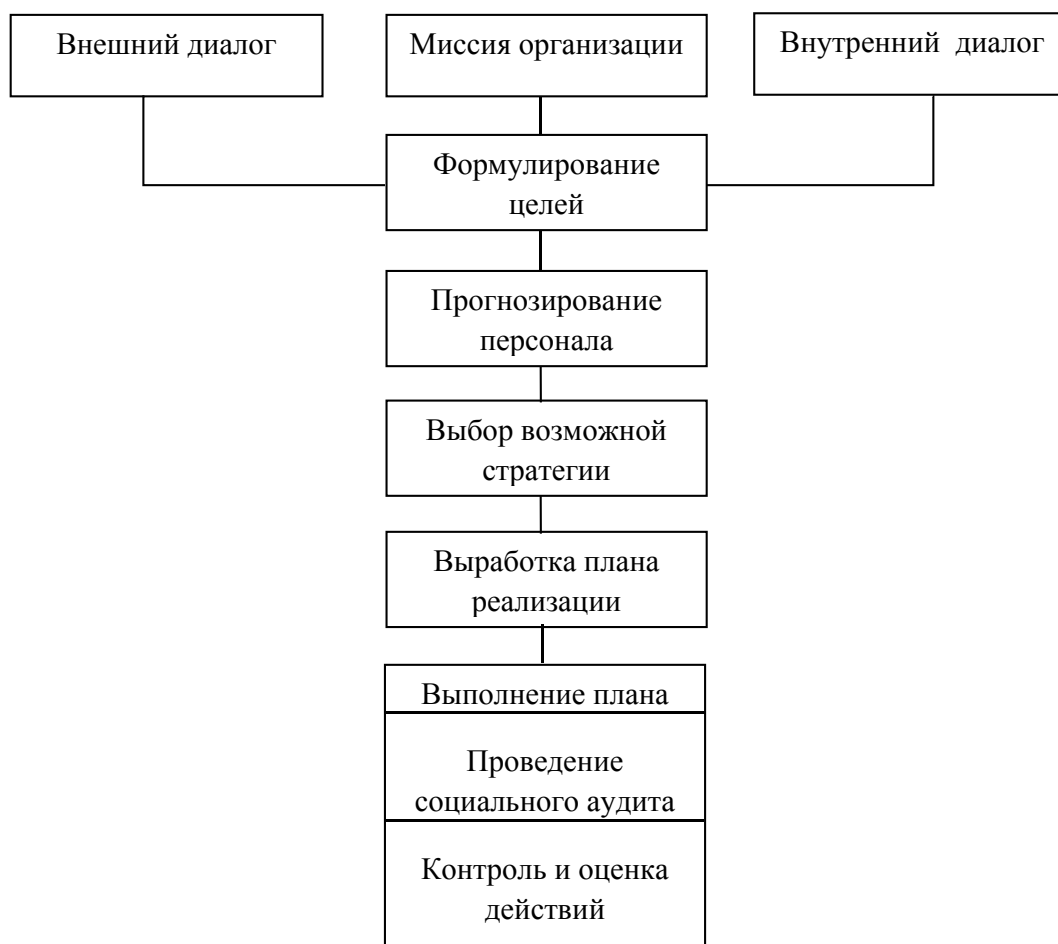 Внешний диалог
Миссия организации
Внутренний диалог
Формулирование
целей
Прогнозирование
персонала
Выбор возможной
стратегии
Выработка плана
реализации
Выполнение плана
Проведение
социального аудита
Контроль и оценка
действий